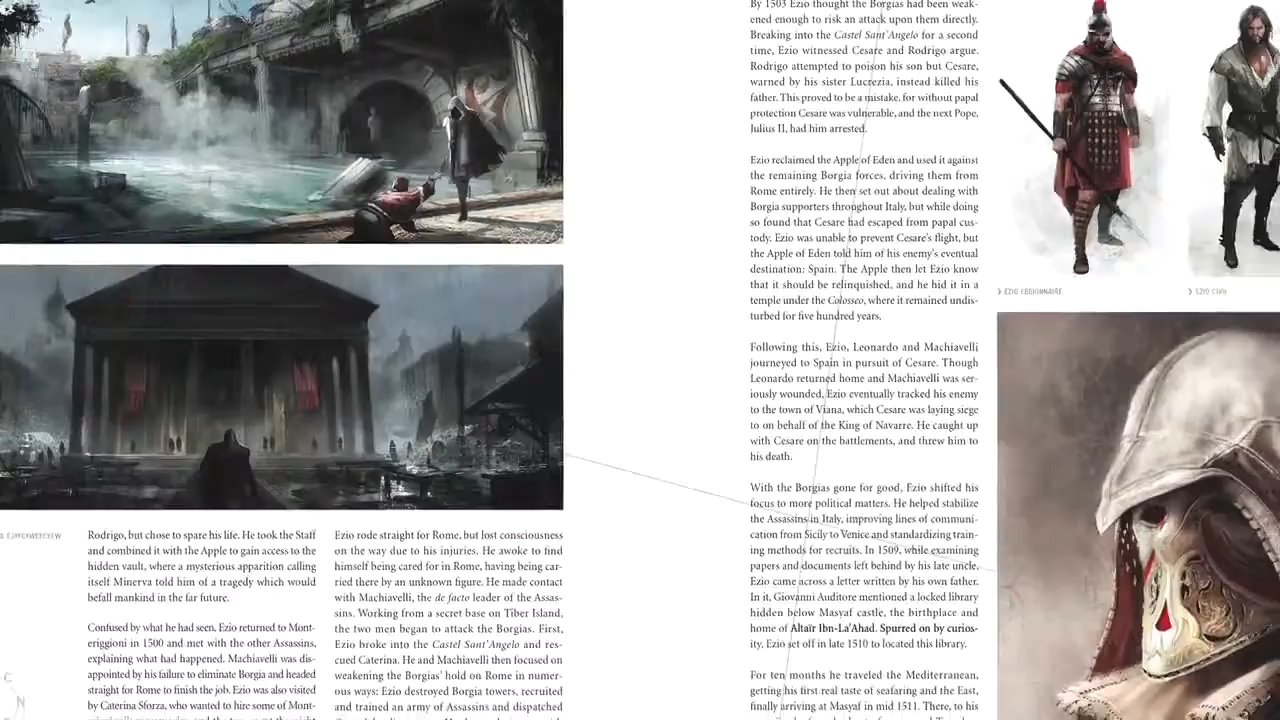 Rodrigo, but chose to spare his life. He took the Staff
and combined it with the Apple to gain access to the
hidden vault, where a mysterious apparition calling
itself Minerva told him of a tragedy which would
befall mankind in the far future.
Confused by what he had seen, Ezio returned to Mont-
eriggioni in 1500 and met with the other Assassins,
explaining what had happened. Machiavelli was dis-
appointed by his failure to eliminate Borgia and headed
straight for Rome to finish the job. Ezio was also visited
by Caterina Sforza, who wanted to hire some of Mont-
Ezio rode straight for Rome, but lost consciousness
on the way due to his injuries. He awoke to find
himself being cared for in Rome, having being car-
ried there by an unknown figure. He made contact
with Machiavelli, the de facto leader of the Assas-
sins. Working from a secret base on Tiber Island,
the two men began to attack the Borgias. First,
Ezio broke into the Castel Sant'Angelo and res-
cued Caterina. He and Machiavelli then focused on
weakening the Borgias' hold on Rome in numer-
ous ways: Ezio destroyed Borgia towers, recruited
and trained an army of Assassins and dispatched
By 1503 Ezio thought the Borgias had been weak-
ened enough to risk an attack upon them directly.
Breaking into the Castel Sant'Angelo for a second
time, Ezio witnessed Cesare and Rodrigo argue.
Rodrigo attempted to poison his son but Cesare,
warned by his sister Lucrezia, instead killed his
father. This proved to be a mistake, for without papal
protection Cesare was vulnerable, and the next Pope,
Julius II, had him arrested.
Ezio reclaimed the Apple of Eden and used it against
the remaining Borgia forces, driving them from
Rome entirely. He then set out about dealing with
Borgia supporters throughout Italy, but while doing
so found that Cesare had escaped from papal cus-
tody. Ezio was unable to prevent Cesare's flight, but
the Apple of Eden told him of his enemy's eventual
destination: Spain. The Apple then let Ezio know
that it should be relinquished, and he hid it in a
temple under the Colosseo, where it remained undis-
turbed for five hundred years.
Following this, Ezio, Leonardo and Machiavelli
journeyed to Spain in pursuit of Cesare. Though
Leonardo returned home and Machiavelli was ser-
iously wounded, Ezio eventually tracked his enemy
to the town of Viana, which Cesare was laying siege
to on behalf of the King of Navarre. He caught up
with Cesare on the battlements, and threw him to
his death.
With the Borgias gone for good, Ezio shifted his
focus to more political matters. He helped stabilize
the Assassins in Italy, improving lines of communi-
cation from Sicily to Venice and standardizing train-
ing methods for recruits. In 1509, while examining
papers and documents left behind by his late uncle,
Ezio came across a letter written by his own father.
In it, Giovanni Auditore mentioned a locked library
hidden below Masyaf castle, the birthplace and
home of Altaïr Ibn-La'Ahad. Spurred on by curios-
ity, Ezio set off in late 1510 to located this library.
For ten months he traveled the Mediterranean,
getting his first real taste of seafaring and the East,
finally arriving at Masyaf in mid 1511. There, to his
❯ EZIO LEGIONNAIRE
❯ EZIO CIVIL